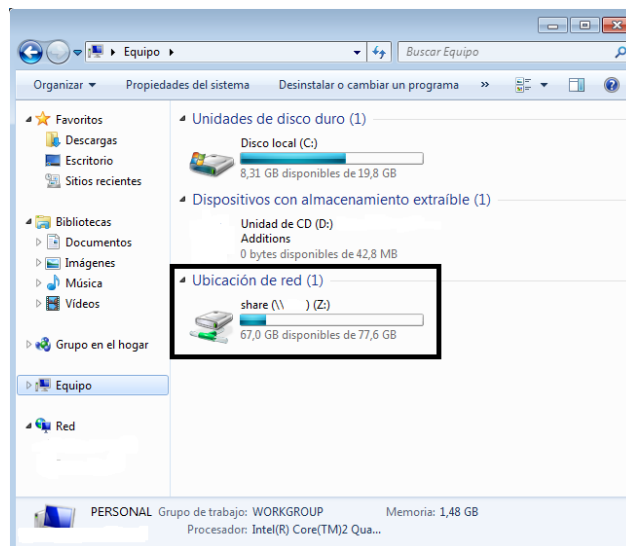 Equipo
Buscar Equipo
Organizar Propiedades del sistema Desinstalar o cambiar un programa »
Favoritos
Descargas
Escritorio
Sitios recientes
Bibliotecas
Documentos
Imágenes
Música
Vídeos
Grupo en el hogar
Equipo
Red
Unidades de disco duro (1)
Disco local (C:)
8,31 GB disponibles de 19,8 GB
Dispositivos con almacenamiento extraíble (1)
Unidad de CD (D:)
Additions
0 bytes disponibles de 42,8 MB
Ubicación de red (1)
share (\\ ) (Z:)
67,0 GB disponibles de 77,6 GB
PERSONAL Grupo de trabajo: WORKGROUP Memoria: 1,48 GB
Procesador: Intel(R) Core(TM)2 Qua...